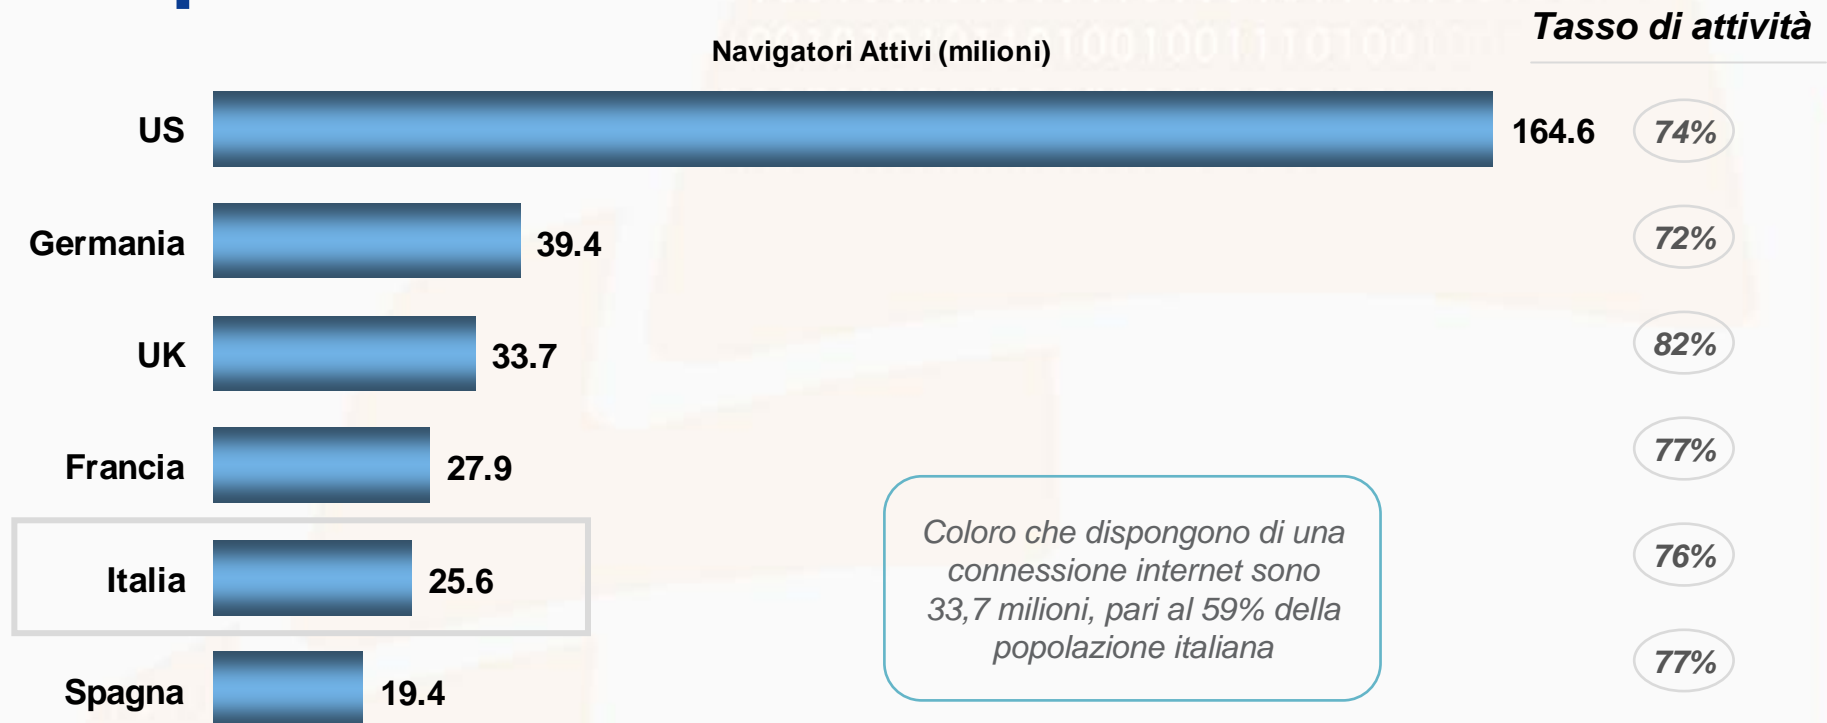 Tasso di attività
Navigatori Attivi (milioni)
US 164.6 74%
Germania 39.4 72%
UK 33.7 82%
Francia 27.9 77%
Italia 25.6 76%
Spagna 19.4 77%
Coloro che dispongono di una
connessione internet sono
33,7 milioni, pari al 59% della
popolazione italiana